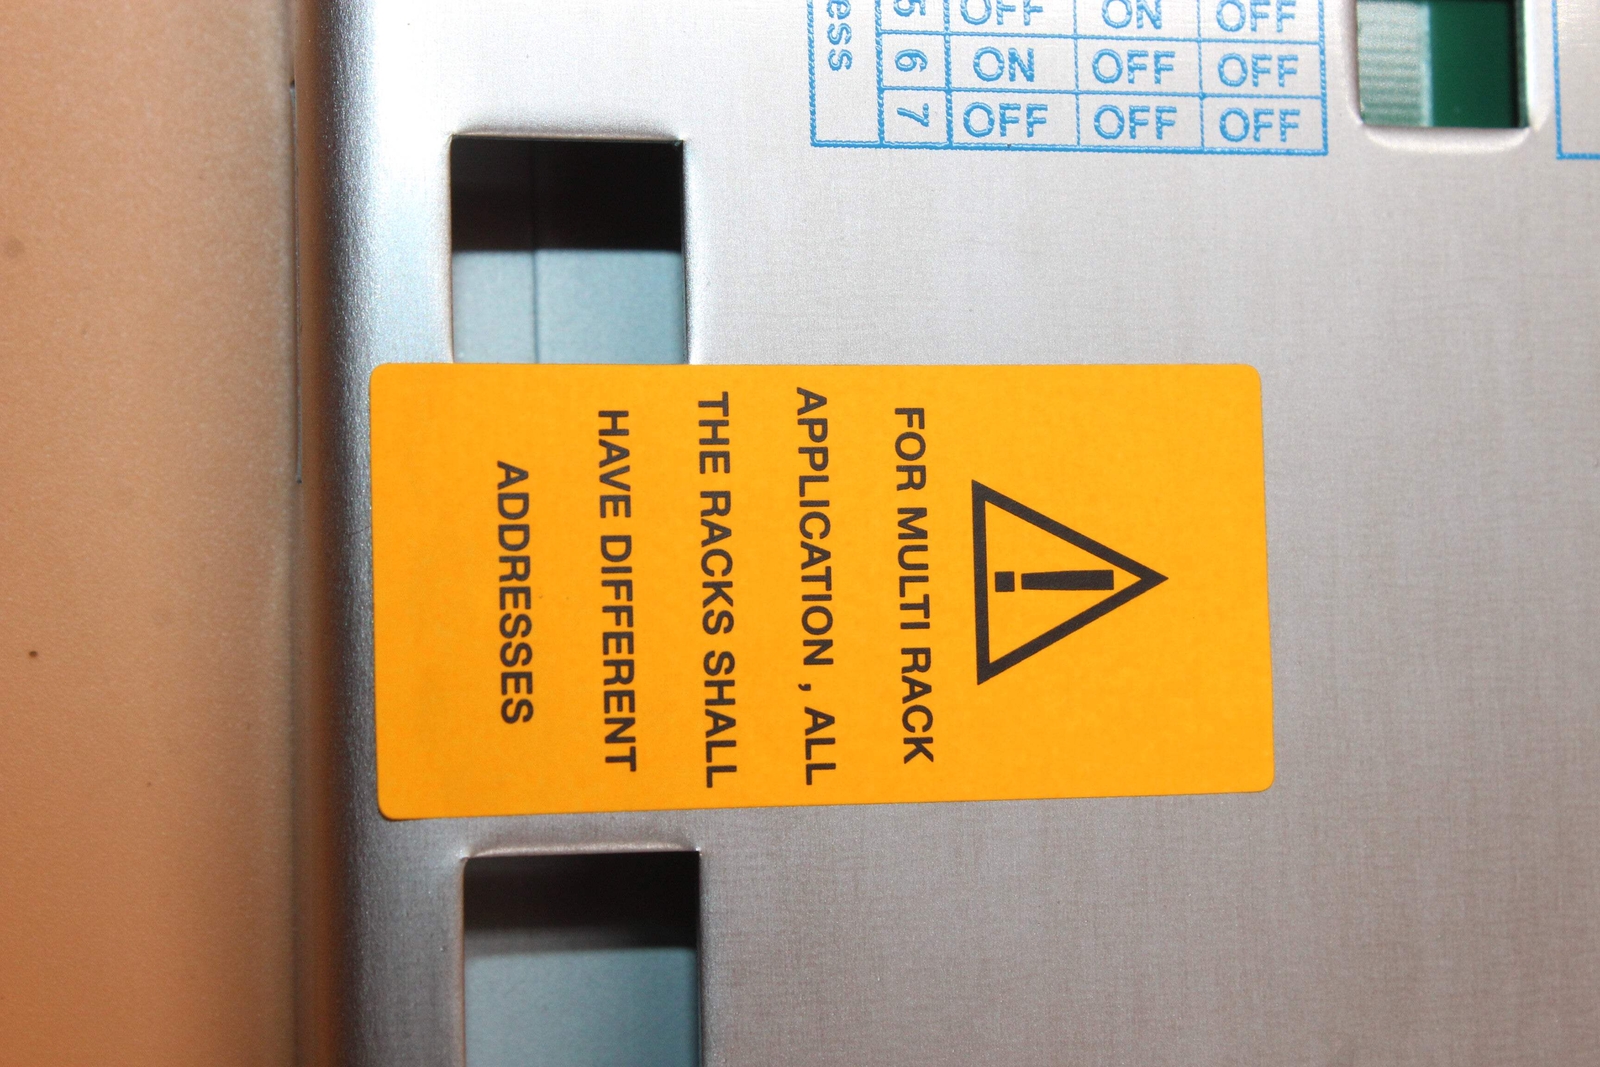 ess
5 OFF ON OFF
6 ON OFF OFF
7 OFF OFF OFF
FOR MULTI RACK
APPLICATION , ALL
THE RACKS SHALL
HAVE DIFFERENT
ADDRESSES